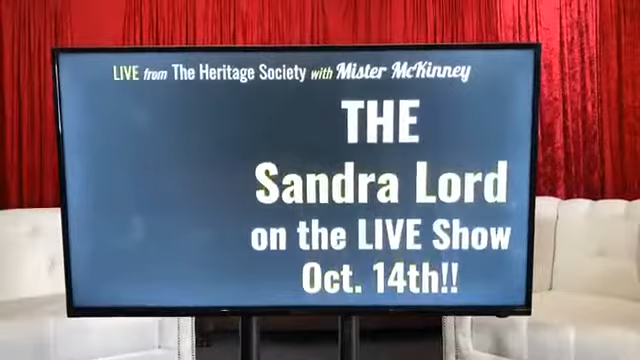 LIVE from The Heritage Society with Mister McKinney
THE
Sandra Lord
on the LIVE Show
Oct. 14th!!